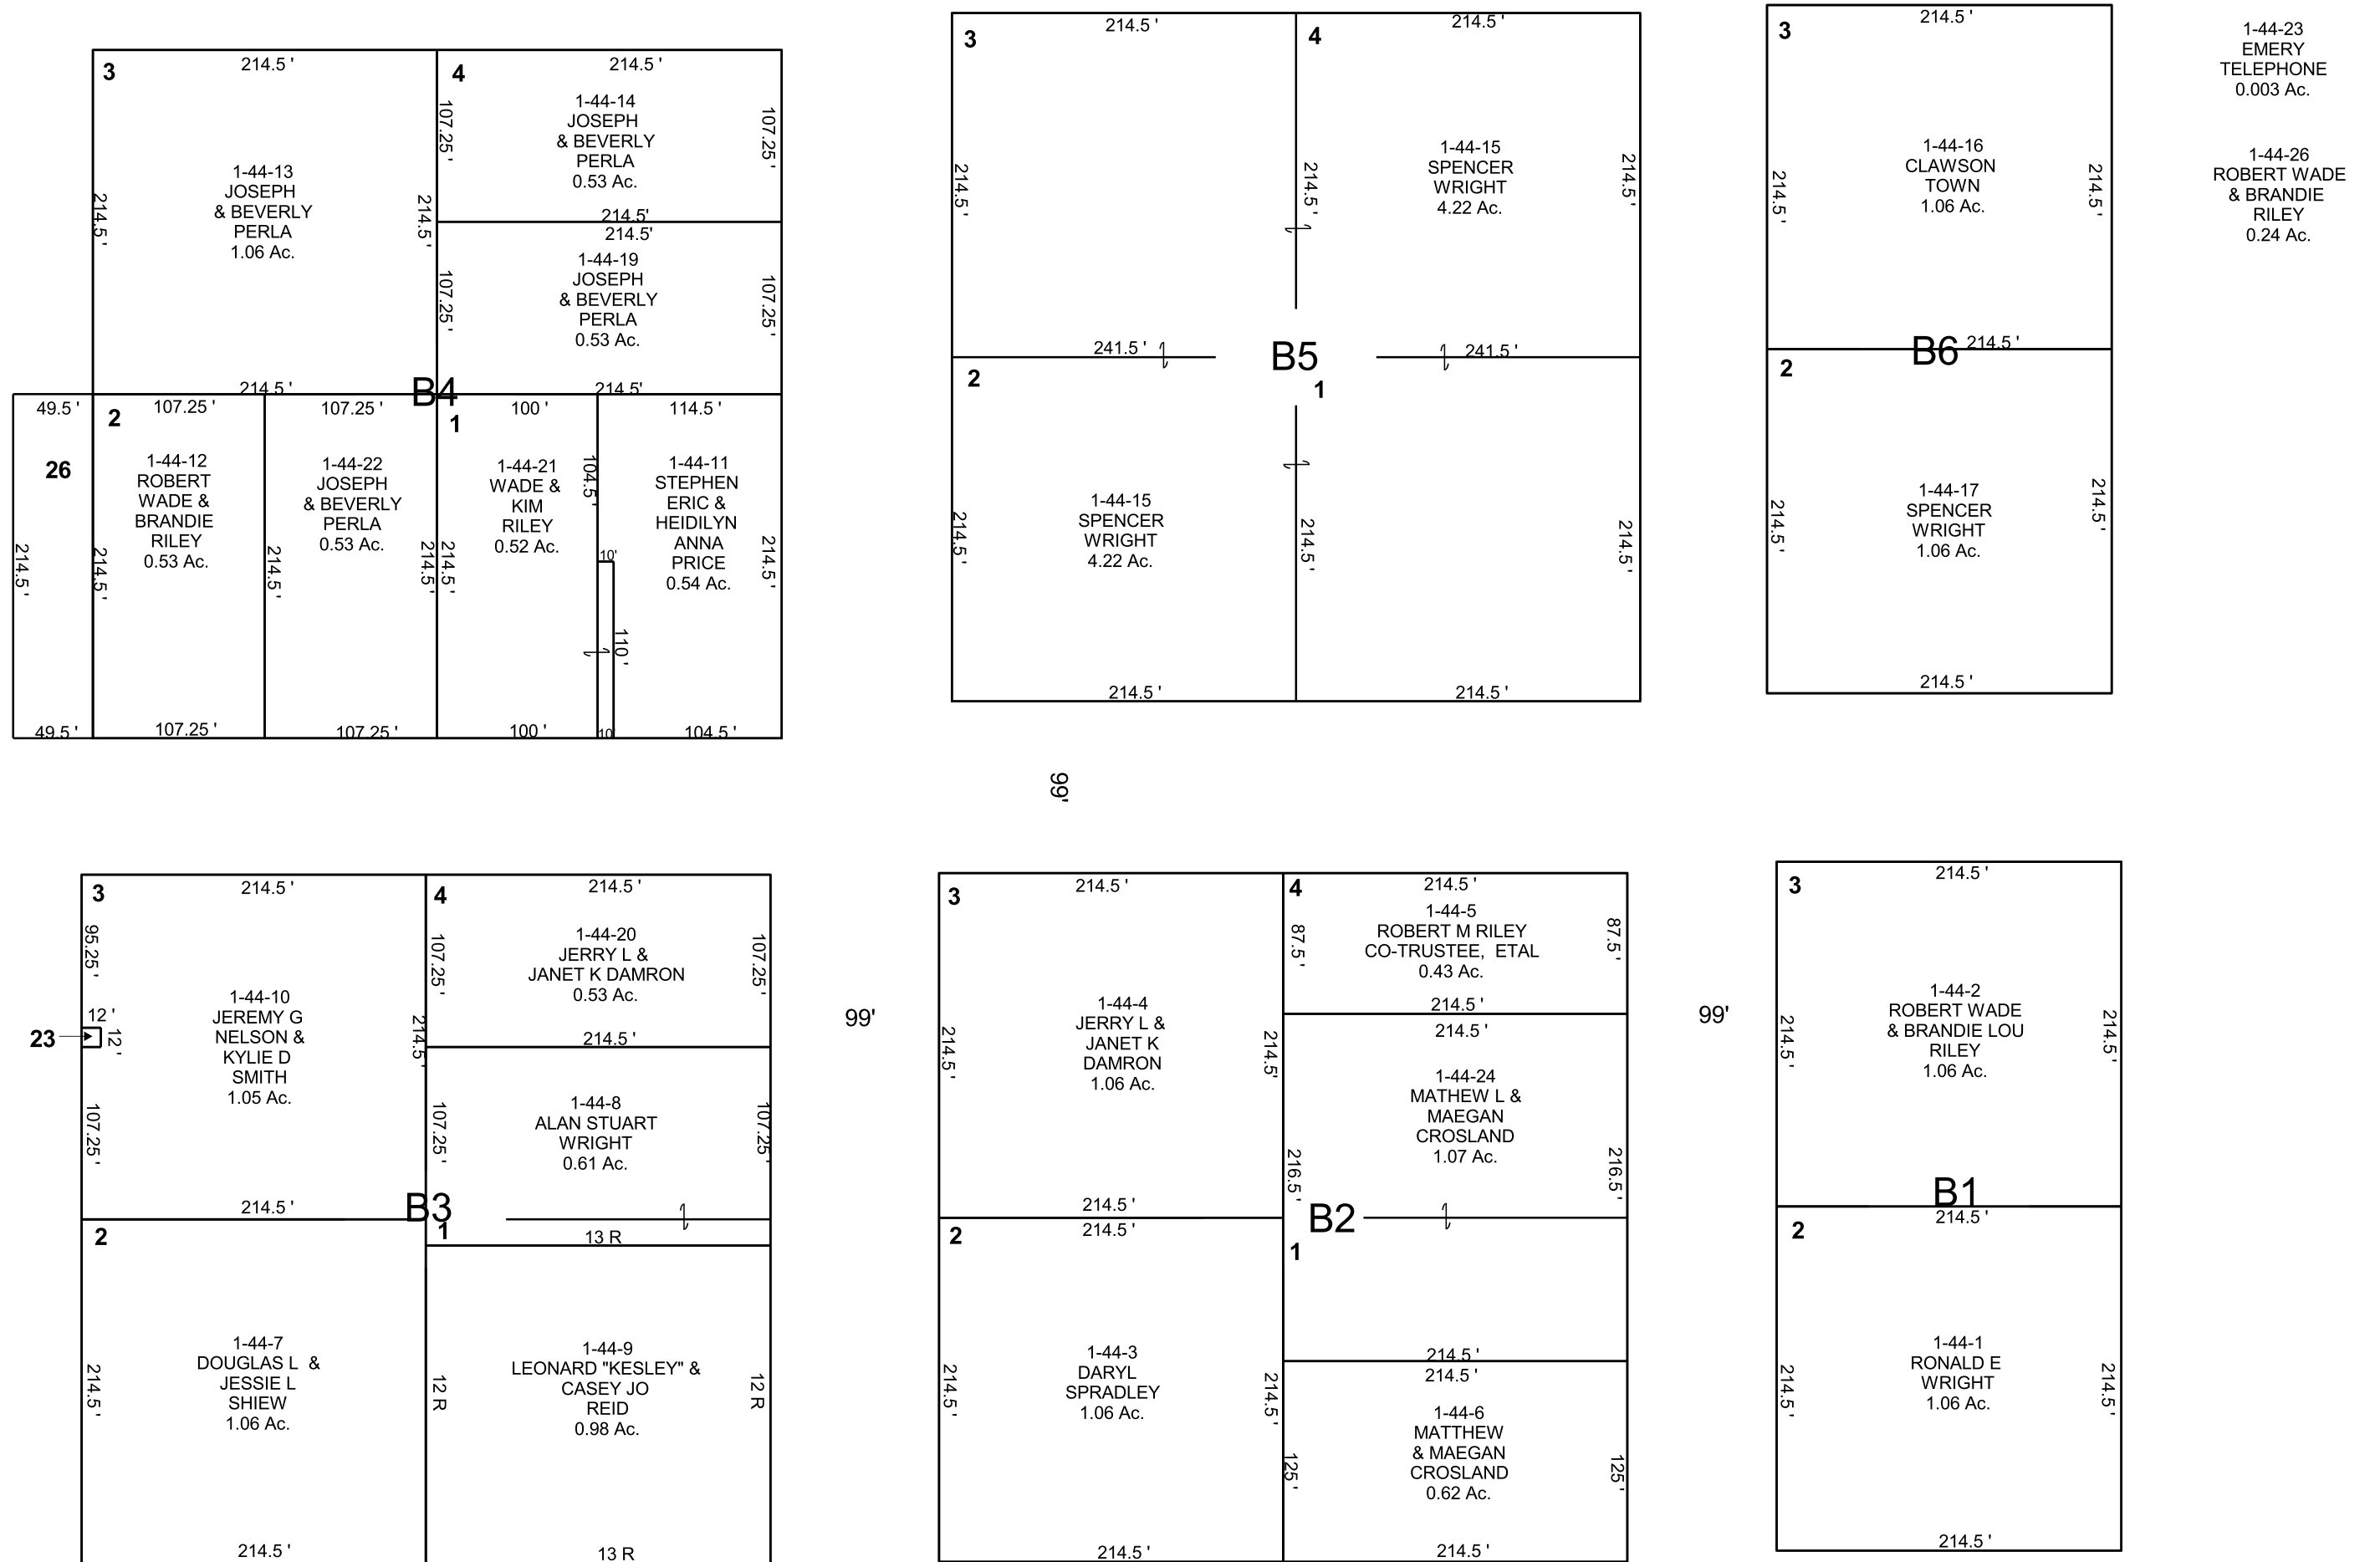 3
214.5 '
4
214.5 '
107.25 '
1-44-14
JOSEPH
& BEVERLY
PERLA
0.53 Ac.
107.25 '
1-44-13
JOSEPH
& BEVERLY
PERLA
1.06 Ac.
214.5 '
214.5 '
214.5'
214.5'
107.25 '
1-44-19
JOSEPH
& BEVERLY
PERLA
0.53 Ac.
107.25 '
214.5 '
B4
214.5'
49.5 '
26
214.5 '
49.5 '
2
107.25 '
1-44-12
ROBERT
WADE &
BRANDIE
RILEY
0.53 Ac.
214.5 '
107.25 '
107.25 '
1-44-22
JOSEPH
& BEVERLY
PERLA
0.53 Ac.
214.5 '
214.5 '
107.25 '
1
100 '
1-44-21
WADE &
KIM
RILEY
0.52 Ac.
214.5 '
104.5 '
100 '
10'
110 '
10'
114.5 '
1-44-11
STEPHEN
ERIC &
HEIDILYN
ANNA
PRICE
0.54 Ac.
214.5 '
104.5 '
3
214.5 '
214.5 '
4
214.5 '
214.5 '
1-44-15
SPENCER
WRIGHT
4.22 Ac.
214.5 '
241.5 '
B5
241.5 '
2
1
214.5 '
1-44-15
SPENCER
WRIGHT
4.22 Ac.
214.5 '
214.5 '
214.5 '
214.5 '
3
214.5 '
214.5 '
1-44-16
CLAWSON
TOWN
1.06 Ac.
214.5 '
B6
214.5 '
2
214.5 '
1-44-17
SPENCER
WRIGHT
1.06 Ac.
214.5 '
214.5 '
1-44-23
EMERY
TELEPHONE
0.003 Ac.
1-44-26
ROBERT WADE
& BRANDIE
RILEY
0.24 Ac.
99'
3
214.5 '
95.25 '
12 '
23
12 '
107.25 '
1-44-10
JEREMY G
NELSON &
KYLIE D
SMITH
1.05 Ac.
214.5 '
214.5 '
4
214.5 '
107.25 '
1-44-20
JERRY L &
JANET K DAMRON
0.53 Ac.
107.25 '
214.5 '
107.25 '
1-44-8
ALAN STUART
WRIGHT
0.61 Ac.
107.25 '
B3
1
13 R
2
214.5 '
1-44-7
DOUGLAS L &
JESSIE L
SHIEW
1.06 Ac.
214.5 '
12 R
1-44-9
LEONARD "KESLEY" &
CASEY JO
REID
0.98 Ac.
12 R
13 R
99'
3
214.5 '
214.5 '
1-44-4
JERRY L &
JANET K
DAMRON
1.06 Ac.
214.5'
214.5 '
4
214.5 '
87.5 '
1-44-5
ROBERT M RILEY
CO-TRUSTEE, ETAL
0.43 Ac.
87.5 '
214.5 '
214.5 '
1-44-24
MATHEW L &
MAEGAN
CROSLAND
1.07 Ac.
216.5 '
216.5 '
B2
1
2
214.5 '
214.5 '
1-44-3
DARYL
SPRADLEY
1.06 Ac.
214.5 '
214.5 '
214.5 '
214.5 '
125 '
1-44-6
MATTHEW
& MAEGAN
CROSLAND
0.62 Ac.
125 '
214.5 '
99'
3
214.5 '
214.5 '
1-44-2
ROBERT WADE
& BRANDIE LOU
RILEY
1.06 Ac.
214.5 '
B1
214.5 '
2
214.5 '
1-44-1
RONALD E
WRIGHT
1.06 Ac.
214.5 '
214.5 '